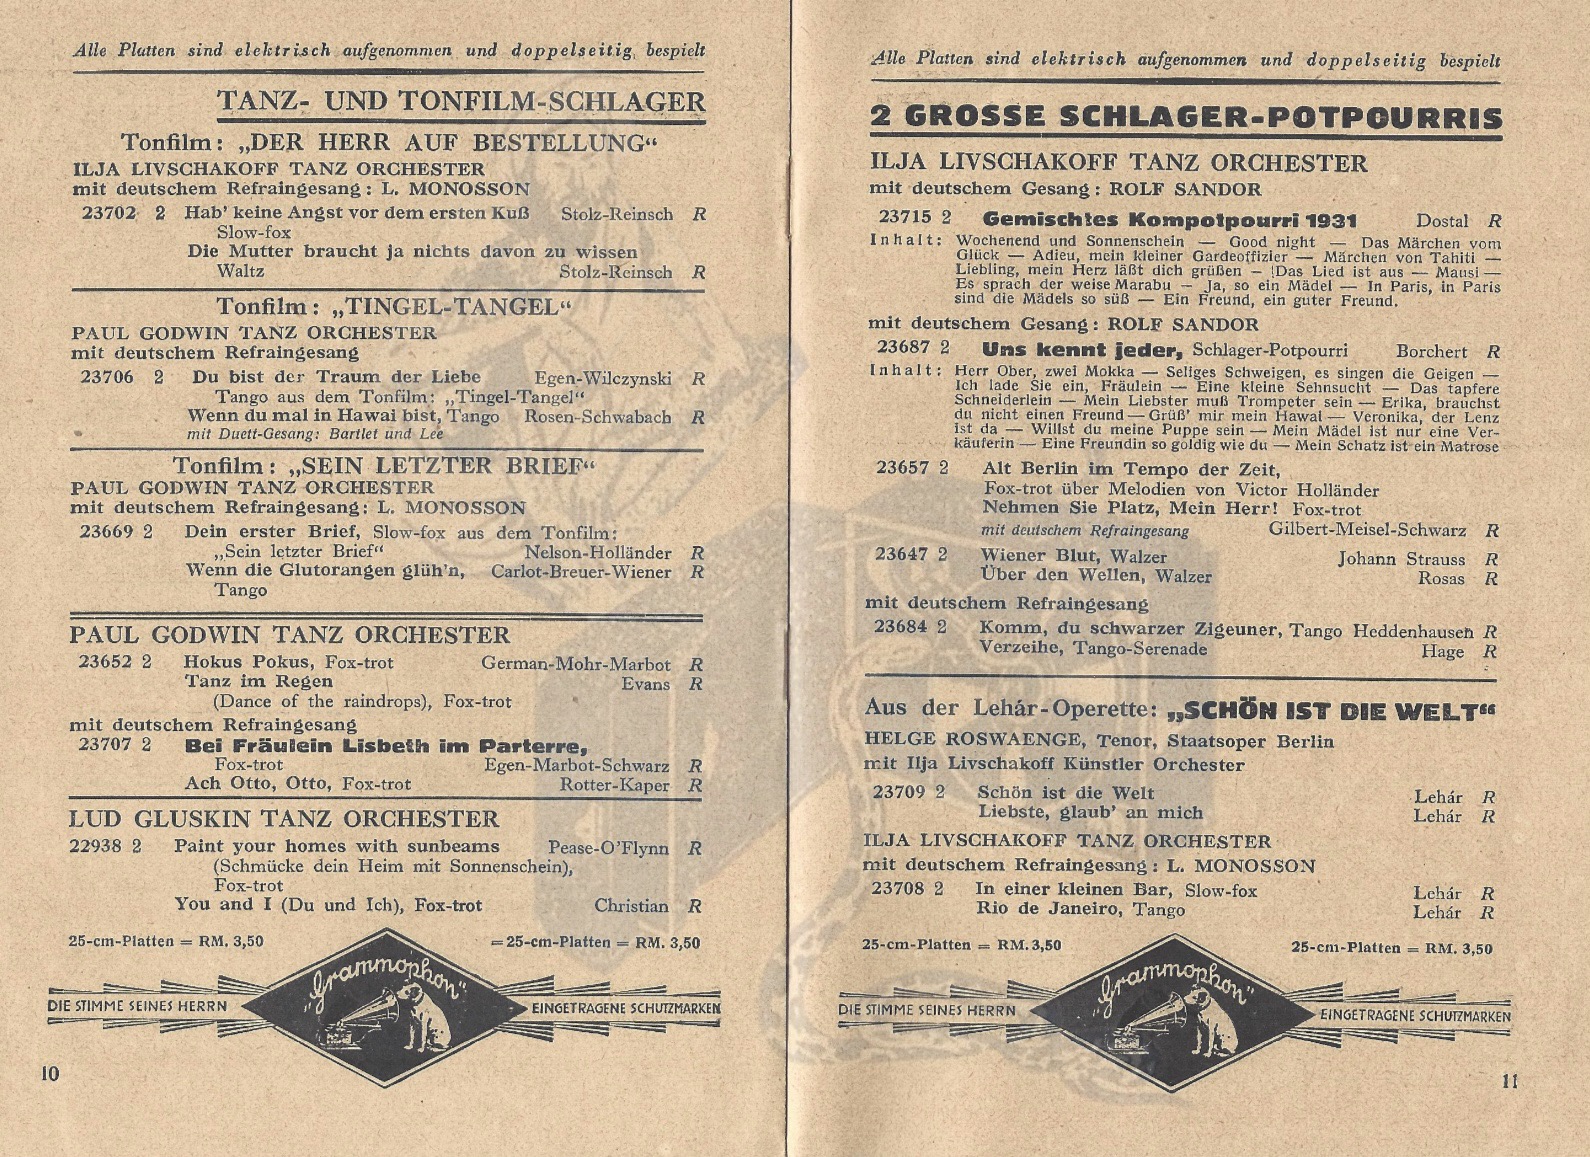 Alle Platten sind elektrisch aufgenommen und doppelseitig bespielt
TANZ- UND TONFILM-SCHLAGER
Tonfilm: „DER HERR AUF BESTELLUNG“
ILJA LIVSCHAKOFF TANZ ORCHESTER
mit deutschem Refraingesang: L. MONOSSON
23702 2 Hab' keine Angst vor dem ersten Kuß Stolz-Reinsch R
Slow-fox
Die Mutter braucht ja nichts davon zu wissen
Waltz Stolz-Reinsch R
Tonfilm: „TINGEL-TANGEL“
PAUL GODWIN TANZ ORCHESTER
mit deutschem Refraingesang
23706 2 Du bist der Traum der Liebe Egen-Wilczynski R
Tango aus dem Tonfilm: „Tingel-Tangel“
Wenn du mal in Hawai bist, Tango Rosen-Schwabach R
mit Duett-Gesang: Bartlet und Lee
Tonfilm: „SEIN LETZTER BRIEF“
PAUL GODWIN TANZ ORCHESTER
mit deutschem Refraingesang: L. MONOSSON
23669 2 Dein erster Brief, Slow-fox aus dem Tonfilm:
„Sein letzter Brief“ Nelson-Holländer R
Wenn die Glutorangen glüh'n, Carlot-Breuer-Wiener R
Tango
PAUL GODWIN TANZ ORCHESTER
23652 2 Hokus Pokus, Fox-trot German-Mohr-Marbot R
Tanz im Regen Evans R
(Dance of the raindrops), Fox-trot
mit deutschem Refraingesang
23707 2 Bei Fräulein Lisbeth im Parterre,
Fox-trot Egen-Marbot-Schwarz R
Ach Otto, Otto, Fox-trot Rotter-Kaper R
LUD GLUSKIN TANZ ORCHESTER
22938 2 Paint your homes with sunbeams Pease-O'Flynn R
(Schmücke dein Heim mit Sonnenschein),
Fox-trot
You and I (Du und Ich), Fox-trot Christian R
25-cm-Platten = RM. 3,50 =25-cm-Platten = RM. 3,50
„Grammophon“
DIE STIMME SEINES HERRN EINGETRAGENE SCHUTZMARKEN
10
Alle Platten sind elektrisch aufgenommen und doppelseitig bespielt
2 GROSSE SCHLAGER-POTPOURRIS
ILJA LIVSCHAKOFF TANZ ORCHESTER
mit deutschem Gesang: ROLF SANDOR
23715 2 Gemischtes Kompotpourri 1931 Dostal R
Inhalt: Wochenend und Sonnenschein — Good night — Das Märchen vom
Glück — Adieu, mein kleiner Gardeoffizier — Märchen von Tahiti —
Liebling, mein Herz läßt dich grüßen — Das Lied ist aus — Mausi —
Es sprach der weise Marabu — Ja, so ein Mädel — In Paris, in Paris
sind die Mädels so süß — Ein Freund, ein guter Freund.
mit deutschem Gesang: ROLF SANDOR
23687 2 Uns kennt jeder, Schlager-Potpourri Borchert R
Inhalt: Herr Ober, zwei Mokka — Seliges Schweigen, es singen die Geigen —
Ich lade Sie ein, Fräulein — Eine kleine Sehnsucht — Das tapfere
Schneiderlein — Mein Liebster muß Trompeter sein — Erika, brauchst
du nicht einen Freund — Grüß' mir mein Hawai — Veronika, der Lenz
ist da — Willst du meine Puppe sein — Mein Mädel ist nur eine Ver-
käuferin — Eine Freundin so goldig wie du — Mein Schatz ist ein Matrose
23657 2 Alt Berlin im Tempo der Zeit,
Fox-trot über Melodien von Victor Holländer
Nehmen Sie Platz, Mein Herr! Fox-trot
mit deutschem Refraingesang Gilbert-Meisel-Schwarz R
23647 2 Wiener Blut, Walzer Johann Strauss R
Über den Wellen, Walzer Rosas R
mit deutschem Refraingesang
23684 2 Komm, du schwarzer Zigeuner, Tango Heddenhausen R
Verzeihe, Tango-Serenade Hage R
Aus der Lehár-Operette: „SCHÖN IST DIE WELT“
HELGE ROSWAENGE, Tenor, Staatsoper Berlin
mit Ilja Livschakoff Künstler Orchester
23709 2 Schön ist die Welt Lehár R
Liebste, glaub' an mich Lehár R
ILJA LIVSCHAKOFF TANZ ORCHESTER
mit deutschem Refraingesang: L. MONOSSON
23708 2 In einer kleinen Bar, Slow-fox Lehár R
Rio de Janeiro, Tango Lehár R
25-cm-Platten = RM. 3,50 25-cm-Platten = RM. 3,50
„Grammophon“
DIE STIMME SEINES HERRN EINGETRAGENE SCHUTZMARKEN
11